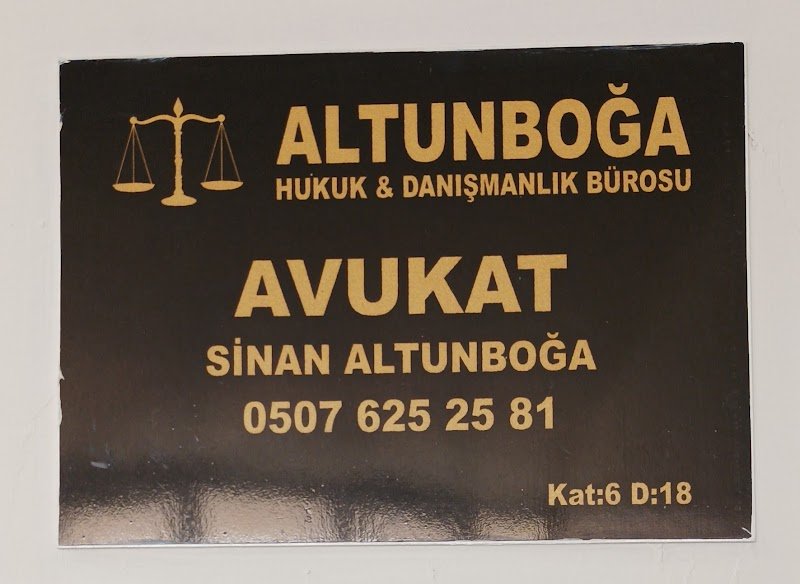 ALTUNBOĞA
HUKUK & DANIŞMANLIK BÜROSU
AVUKAT
SİNAN ALTUNBOĞA
0507 625 25 81
Kat:6 D:18